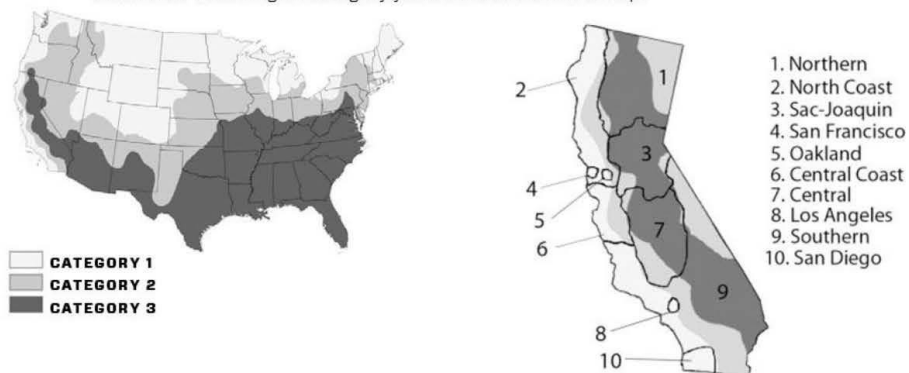 CATEGORY 1
CATEGORY 2
CATEGORY 3
1
2
3
4
5
6
7
8
9
10
1. Northern
2. North Coast
3. Sac-Joaquin
4. San Francisco
5. Oakland
6. Central Coast
7. Central
8. Los Angeles
9. Southern
10. San Diego